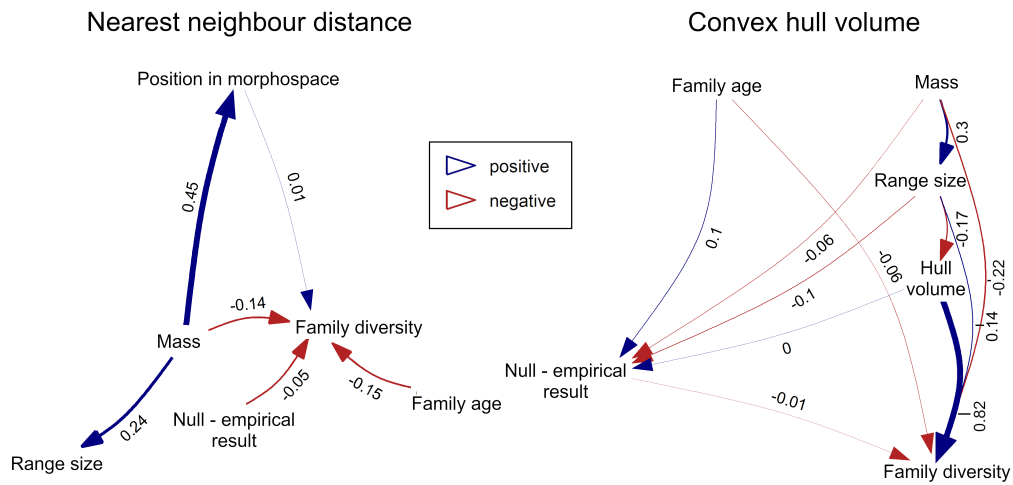 Nearest neighbour distance
Convex hull volume
Position in morphospace
Family age
Mass
0.3
positive
negative
Range size
0.45
0.01
-0.17
0.1
-0.06
-0.06
Hull
volume
-0.22
-0.14
-0.1
Family diversity
0.14
Mass
0
Null - empirical
result
-0.05
-0.15
-0.01
Family age
0.82
Null - empirical
result
0.24
Range size
Family diversity